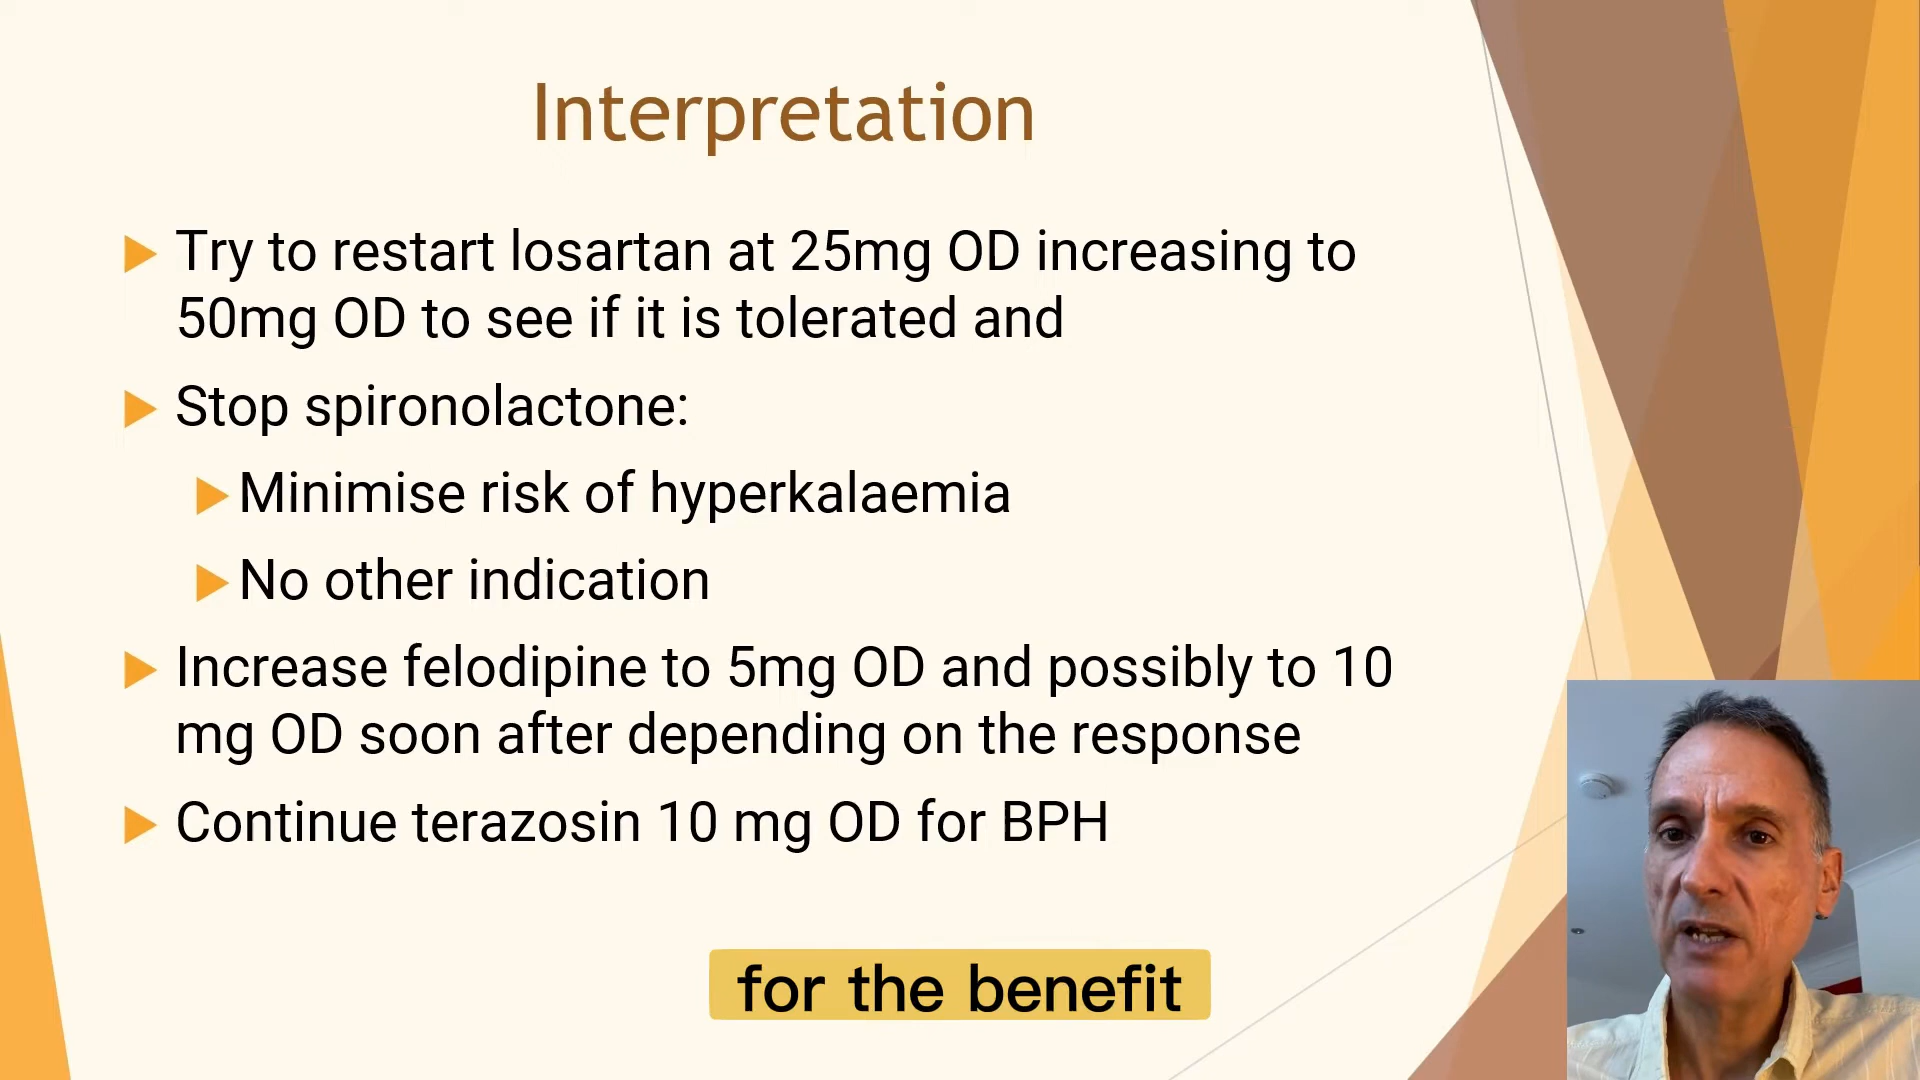 Interpretation
Try to restart losartan at 25mg OD increasing to
50mg OD to see if it is tolerated and
Stop spironolactone:
Minimise risk of hyperkalaemia
No other indication
Increase felodipine to 5mg OD and possibly to 10
mg OD soon after depending on the response
Continue terazosin 10 mg OD for BPH
for the benefit